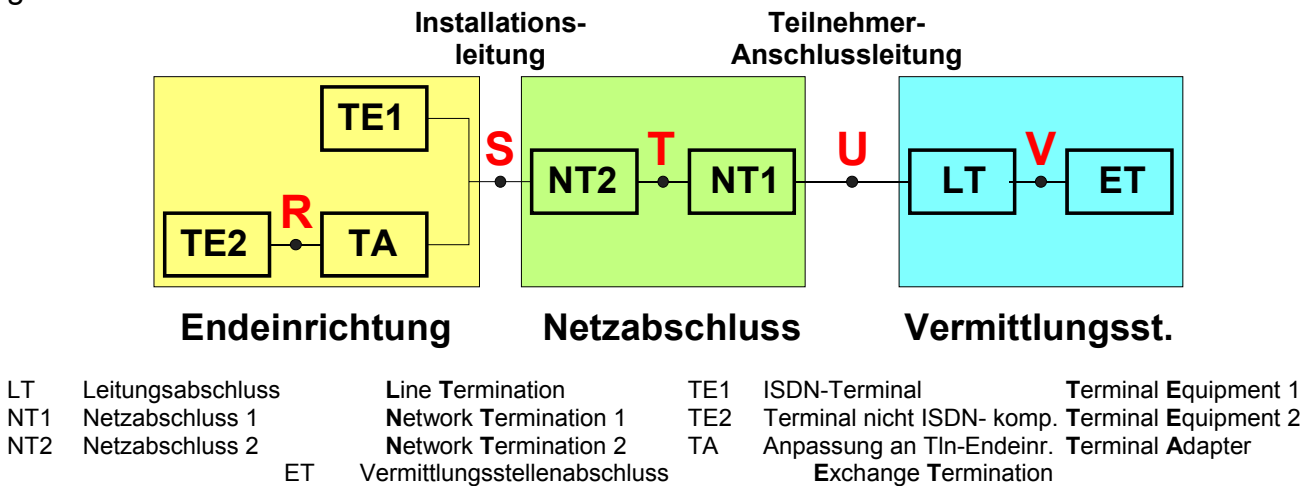 g
Installations-
leitung
Teilnehmer-
Anschlussleitung
TE1
S
NT2
T
NT1
U
LT
V
ET
R
TE2
TA
Endeinrichtung
Netzabschluss
Vermittlungsst.
LT Leitungsabschluss Line Termination TE1 ISDN-Terminal Terminal Equipment 1
NT1 Netzabschluss 1 Network Termination 1 TE2 Terminal nicht ISDN- komp. Terminal Equipment 2
NT2 Netzabschluss 2 Network Termination 2 TA Anpassung an Tln-Endeinr. Terminal Adapter
ET Vermittlungsstellenabschluss Exchange Termination